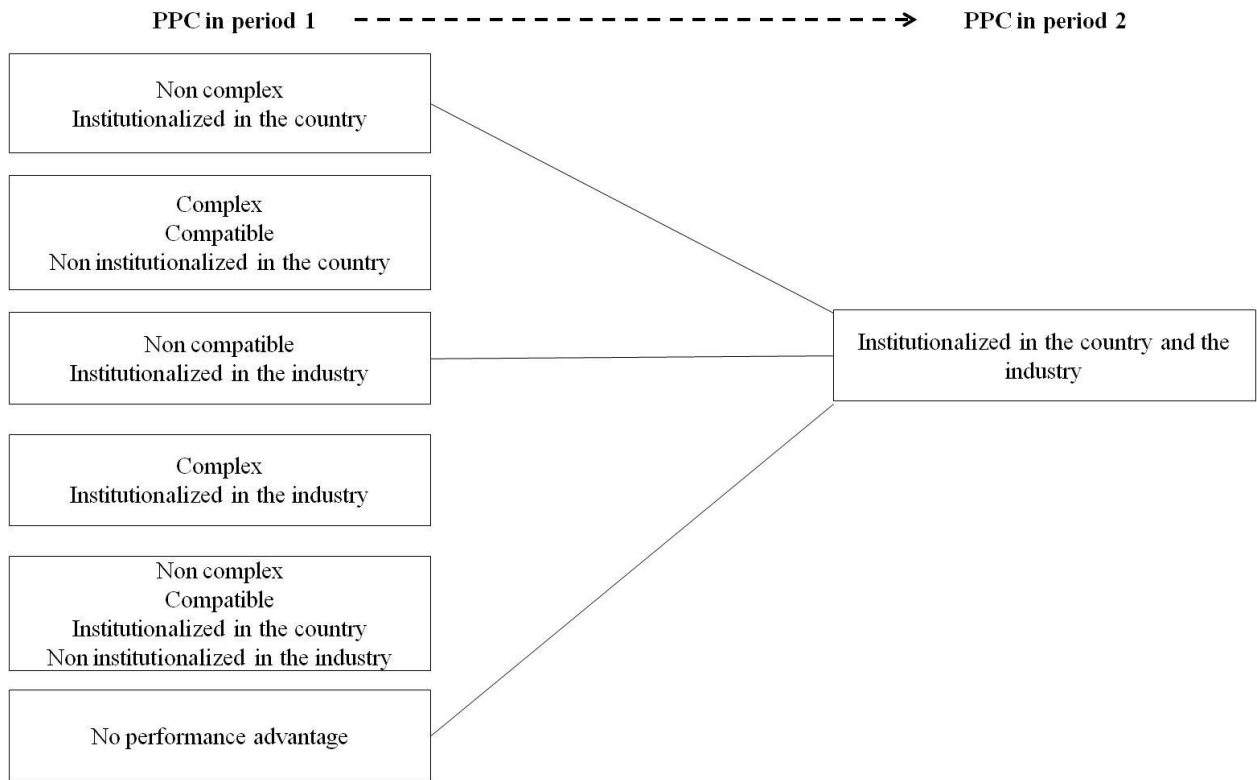 PPC in period 1
PPC in period 2
Non complex
Institutionalized in the country
Complex
Compatible
Non institutionalized in the country
Non compatible
Institutionalized in the industry
Institutionalized in the country and the
industry
Complex
Institutionalized in the industry
Non complex
Compatible
Institutionalized in the country
Non institutionalized in the industry
No performance advantage